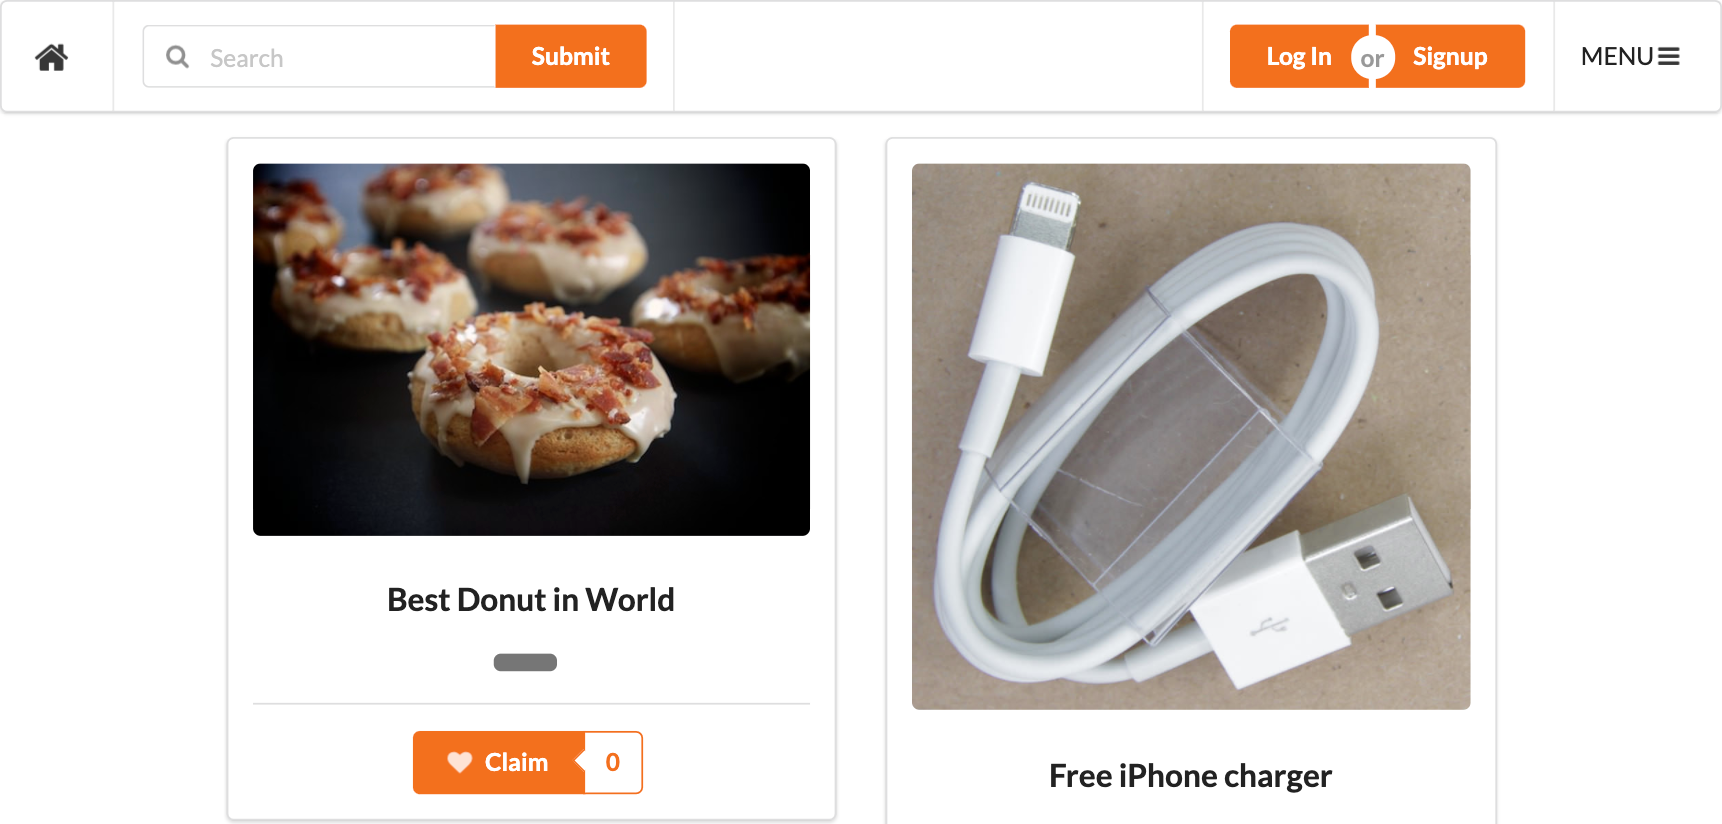 Search
Submit
Log In or Signup
MENU
Best Donut in World
Claim 0
Free iPhone charger